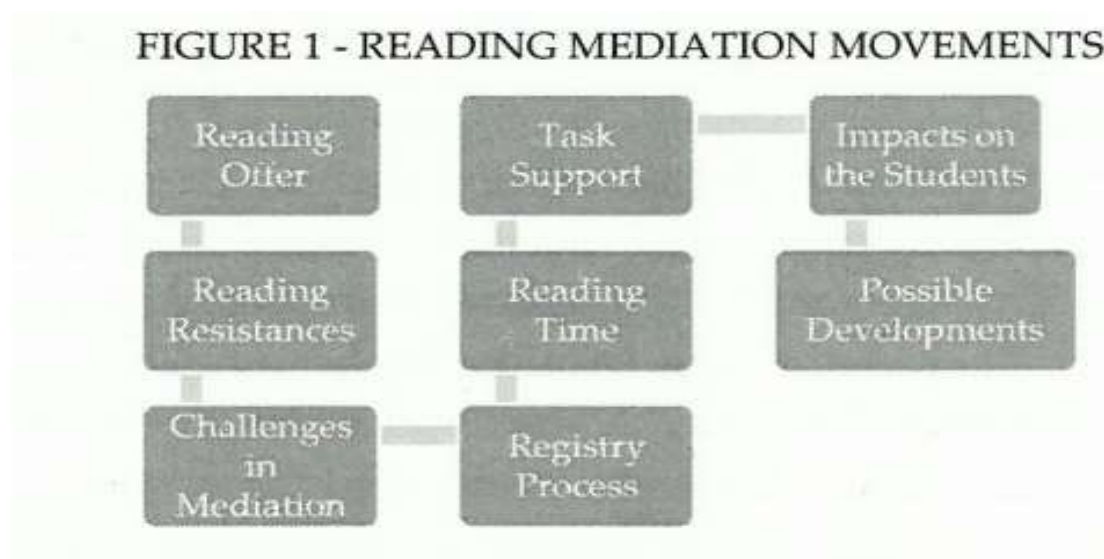 FIGURE 1 - READING MEDIATION MOVEMENTS
Reading
Offer
Reading
Resistances
Challenges
in
Mediation
Registry
Process
Reading
Time
Task
Support
Impacts on
the Students
Possible
Developments